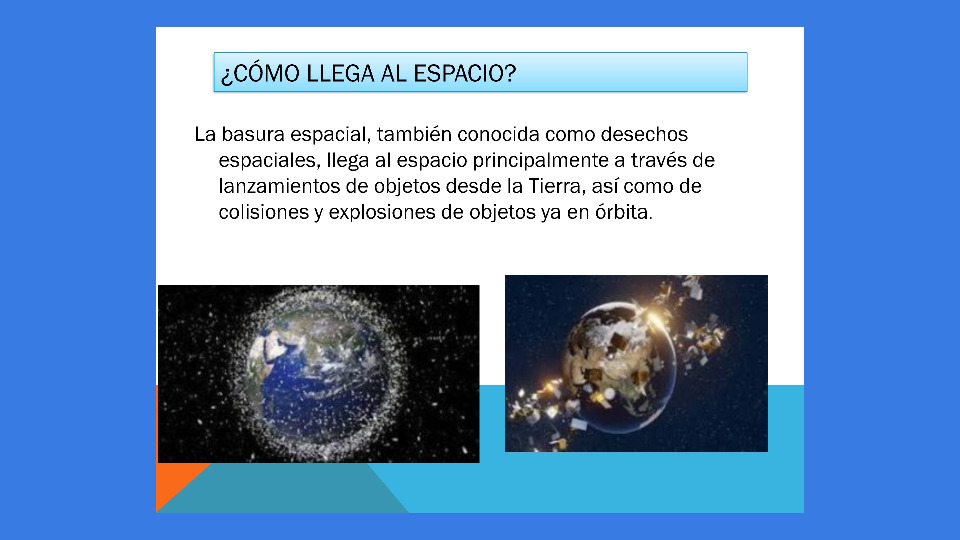 ¿CÓMO LLEGA AL ESPACIO?
La basura espacial, también conocida como desechos
espaciales, llega al espacio principalmente a través de
lanzamientos de objetos desde la Tierra, así como de
colisiones y explosiones de objetos ya en órbita.